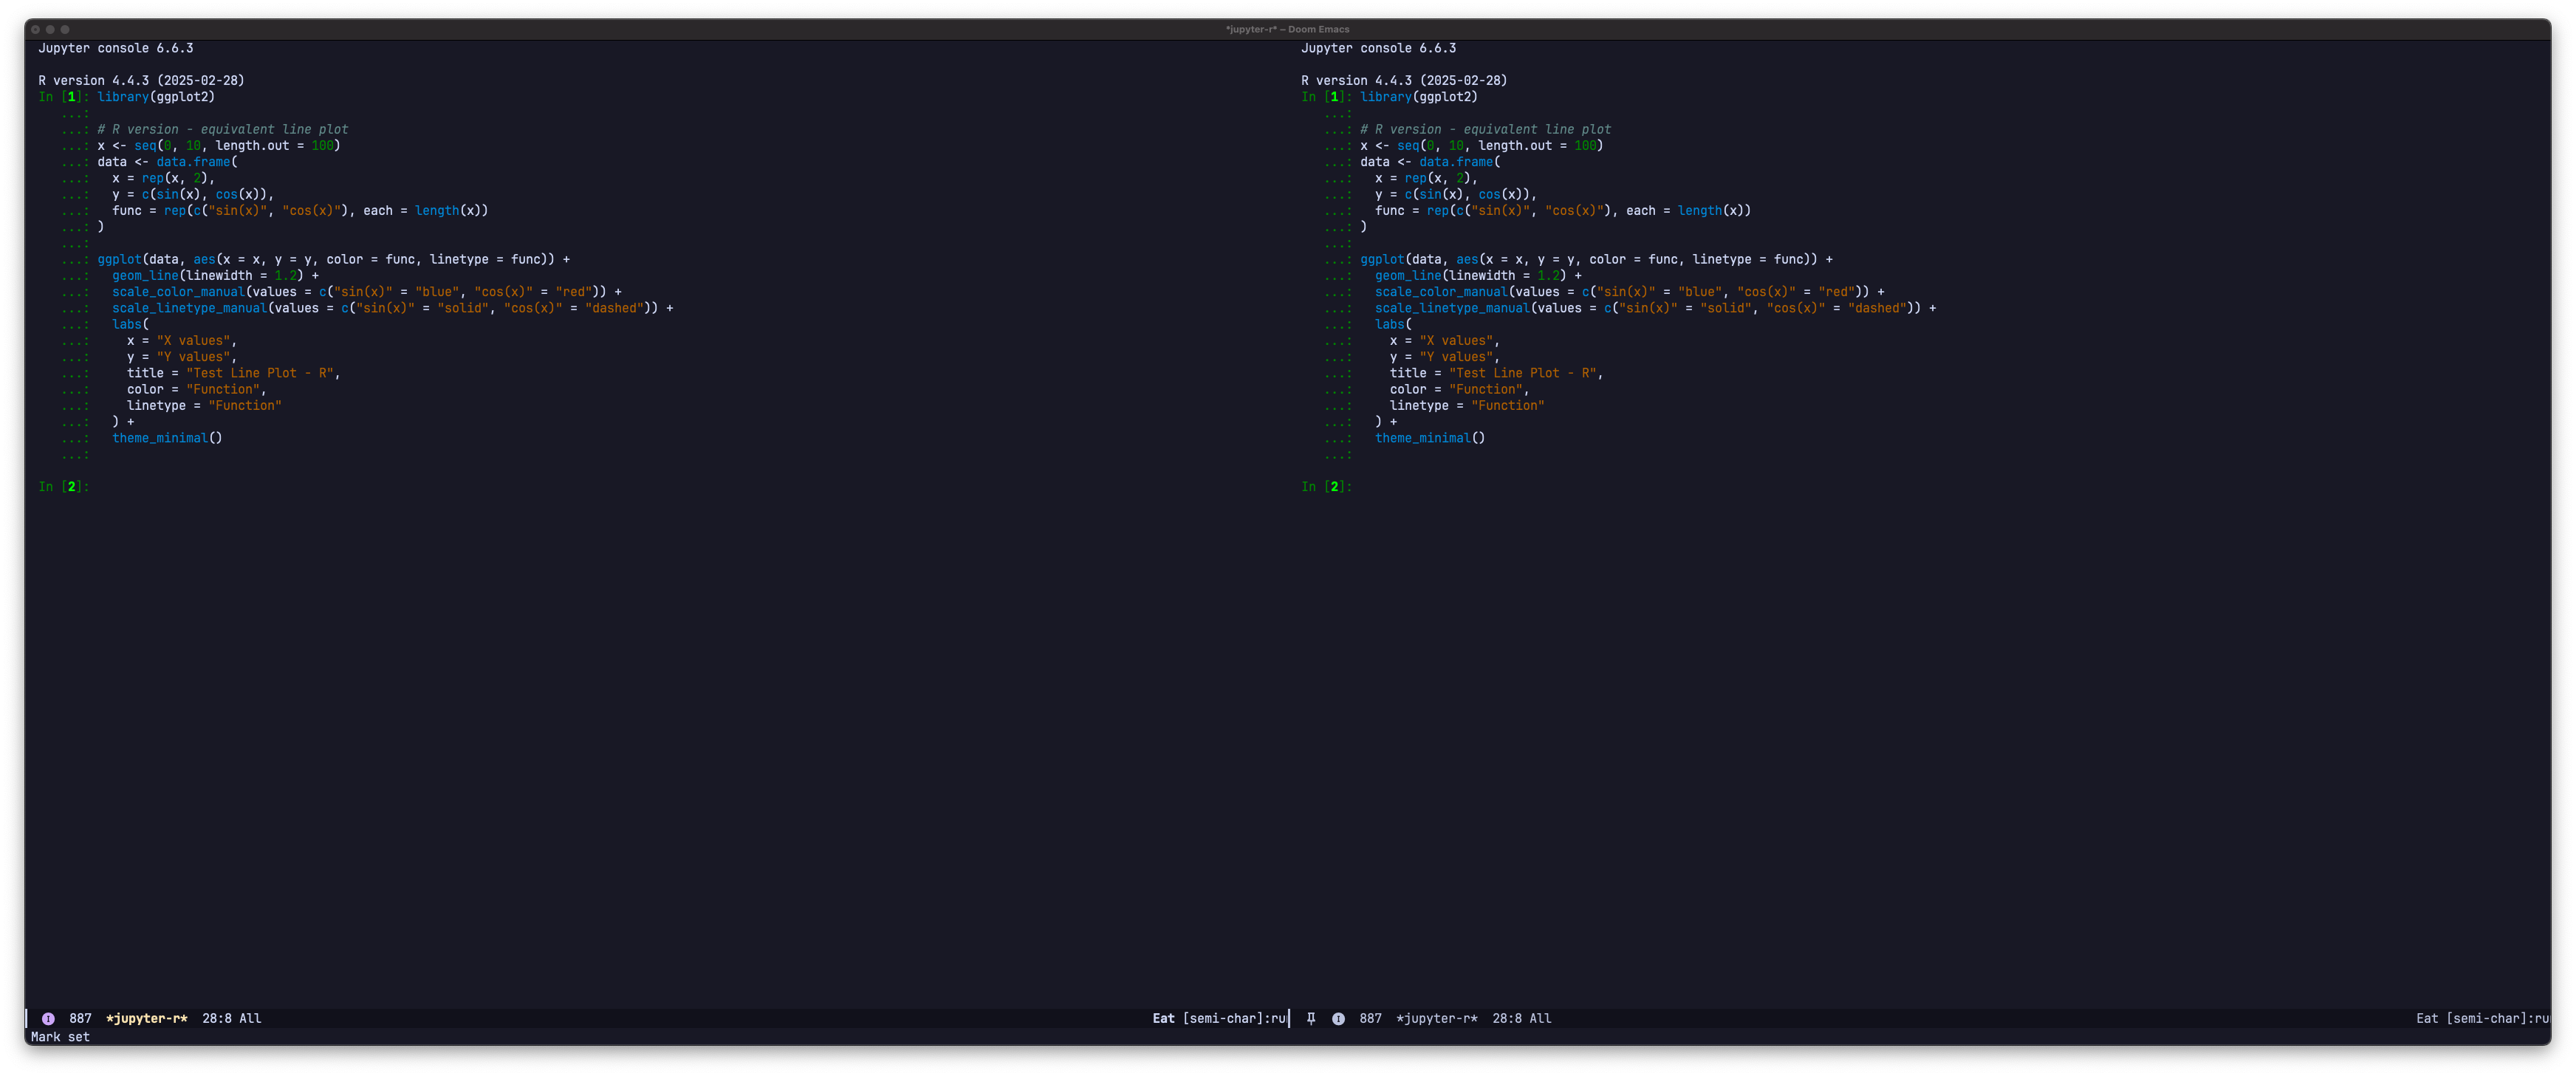 *jupyter-r* – Doom Emacs
Jupyter console 6.6.3
R version 4.4.3 (2025-02-28)
In [1]: library(ggplot2)
...:
...: # R version - equivalent line plot
...: x <- seq(0, 10, length.out = 100)
...: data <- data.frame(
...:   x = rep(x, 2),
...:   y = c(sin(x), cos(x)),
...:   func = rep(c("sin(x)", "cos(x)"), each = length(x))
...: )
...:
...: ggplot(data, aes(x = x, y = y, color = func, linetype = func)) +
...:   geom_line(linewidth = 1.2) +
...:   scale_color_manual(values = c("sin(x)" = "blue", "cos(x)" = "red")) +
...:   scale_linetype_manual(values = c("sin(x)" = "solid", "cos(x)" = "dashed")) +
...:   labs(
...:     x = "X values",
...:     y = "Y values",
...:     title = "Test Line Plot - R",
...:     color = "Function",
...:     linetype = "Function"
...:   ) +
...:   theme_minimal()
...:
In [2]:
Jupyter console 6.6.3
R version 4.4.3 (2025-02-28)
In [1]: library(ggplot2)
...:
...: # R version - equivalent line plot
...: x <- seq(0, 10, length.out = 100)
...: data <- data.frame(
...:   x = rep(x, 2),
...:   y = c(sin(x), cos(x)),
...:   func = rep(c("sin(x)", "cos(x)"), each = length(x))
...: )
...:
...: ggplot(data, aes(x = x, y = y, color = func, linetype = func)) +
...:   geom_line(linewidth = 1.2) +
...:   scale_color_manual(values = c("sin(x)" = "blue", "cos(x)" = "red")) +
...:   scale_linetype_manual(values = c("sin(x)" = "solid", "cos(x)" = "dashed")) +
...:   labs(
...:     x = "X values",
...:     y = "Y values",
...:     title = "Test Line Plot - R",
...:     color = "Function",
...:     linetype = "Function"
...:   ) +
...:   theme_minimal()
...:
In [2]:
I 887 *jupyter-r* 28:8 All Eat [semi-char]:ru
I 887 *jupyter-r* 28:8 All Eat [semi-char]:ru
Mark set